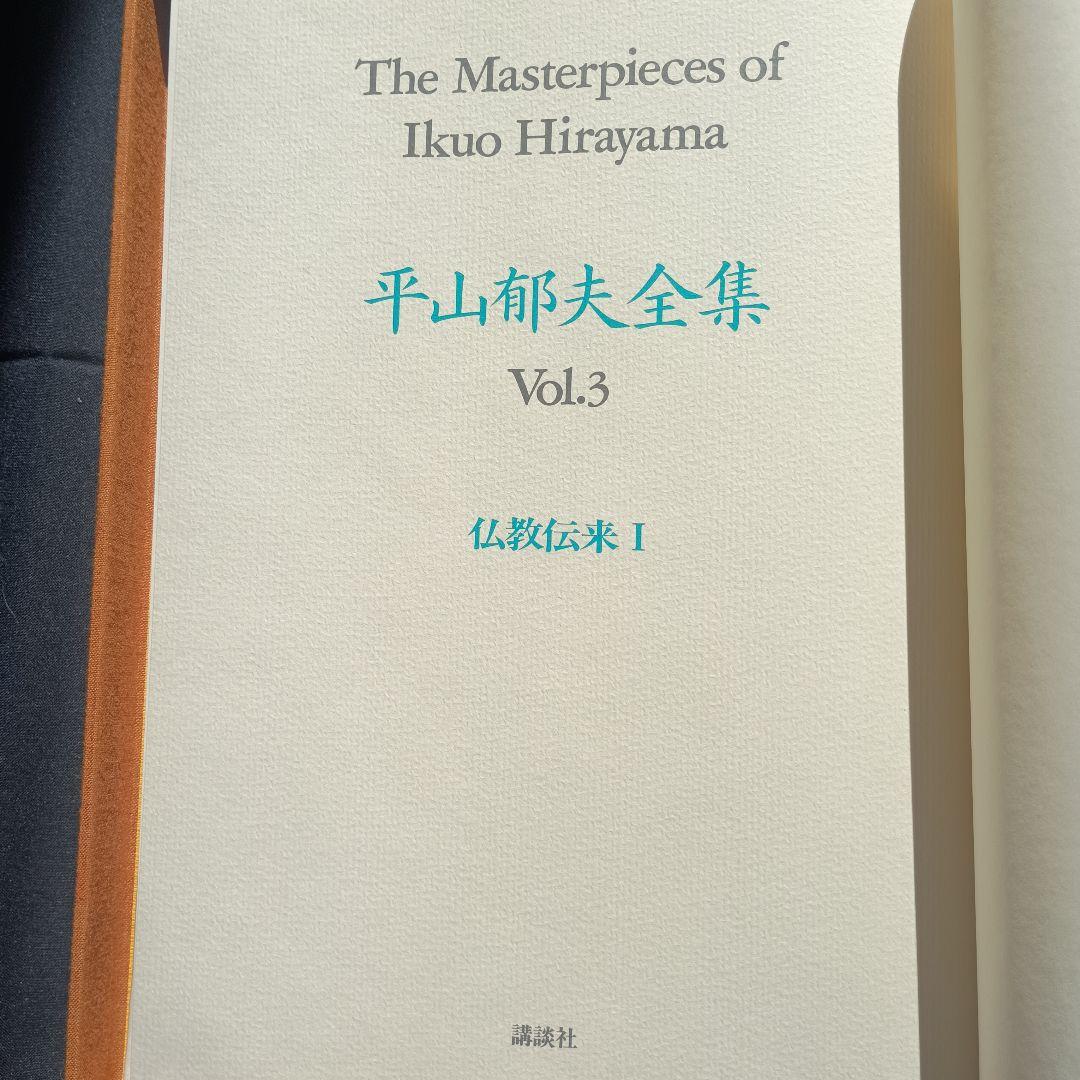 The Masterpieces of
Ikuo Hirayama
平山郁夫全集
Vol.3
仏教伝来 I
講談社